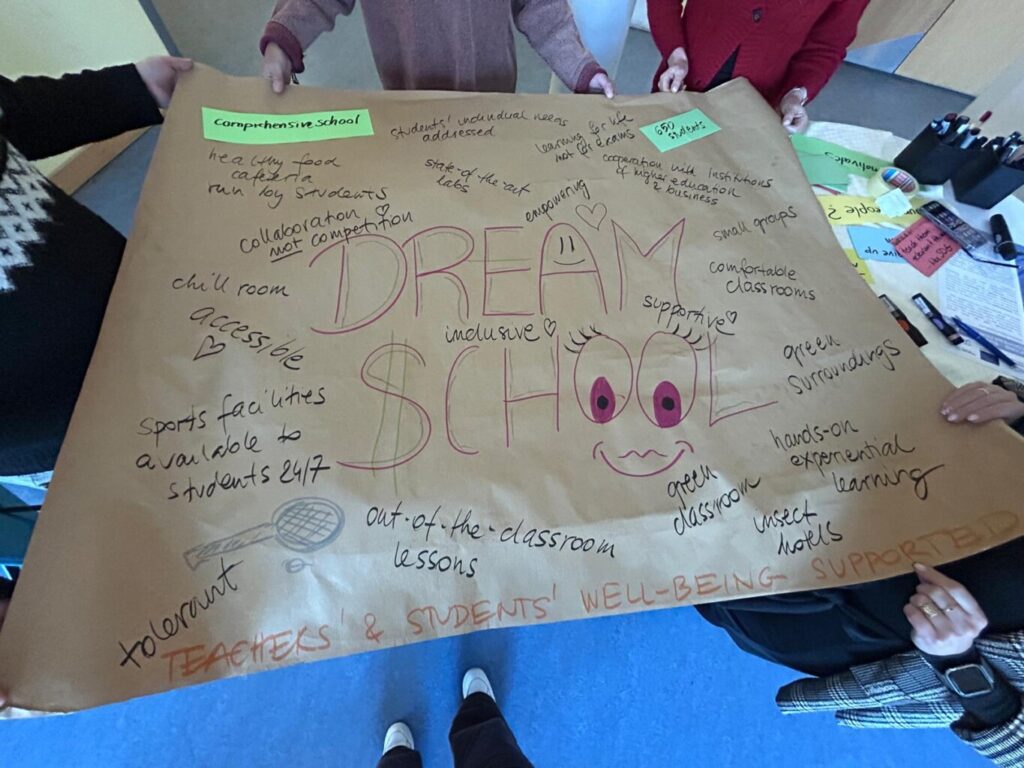 comprehensive school
students' individual needs
addressed
learning for life
not for exams
650
students
healthy food
cafeteria
run by students
state-of-the-art
labs
cooperation with institutions
of higher education
& business
collaboration
not competition
empowering
small groups
DREAM
SCHOOL
chill room
accessible
inclusive
supportive
comfortable
classrooms
green
surroundings
sports facilities
available to
students 24/7
hands-on
experiential
learning
green
classroom
insect
hotels
out-of-the-classroom
lessons
tolerant
TEACHERS' & STUDENTS' WELL-BEING SUPPORTED